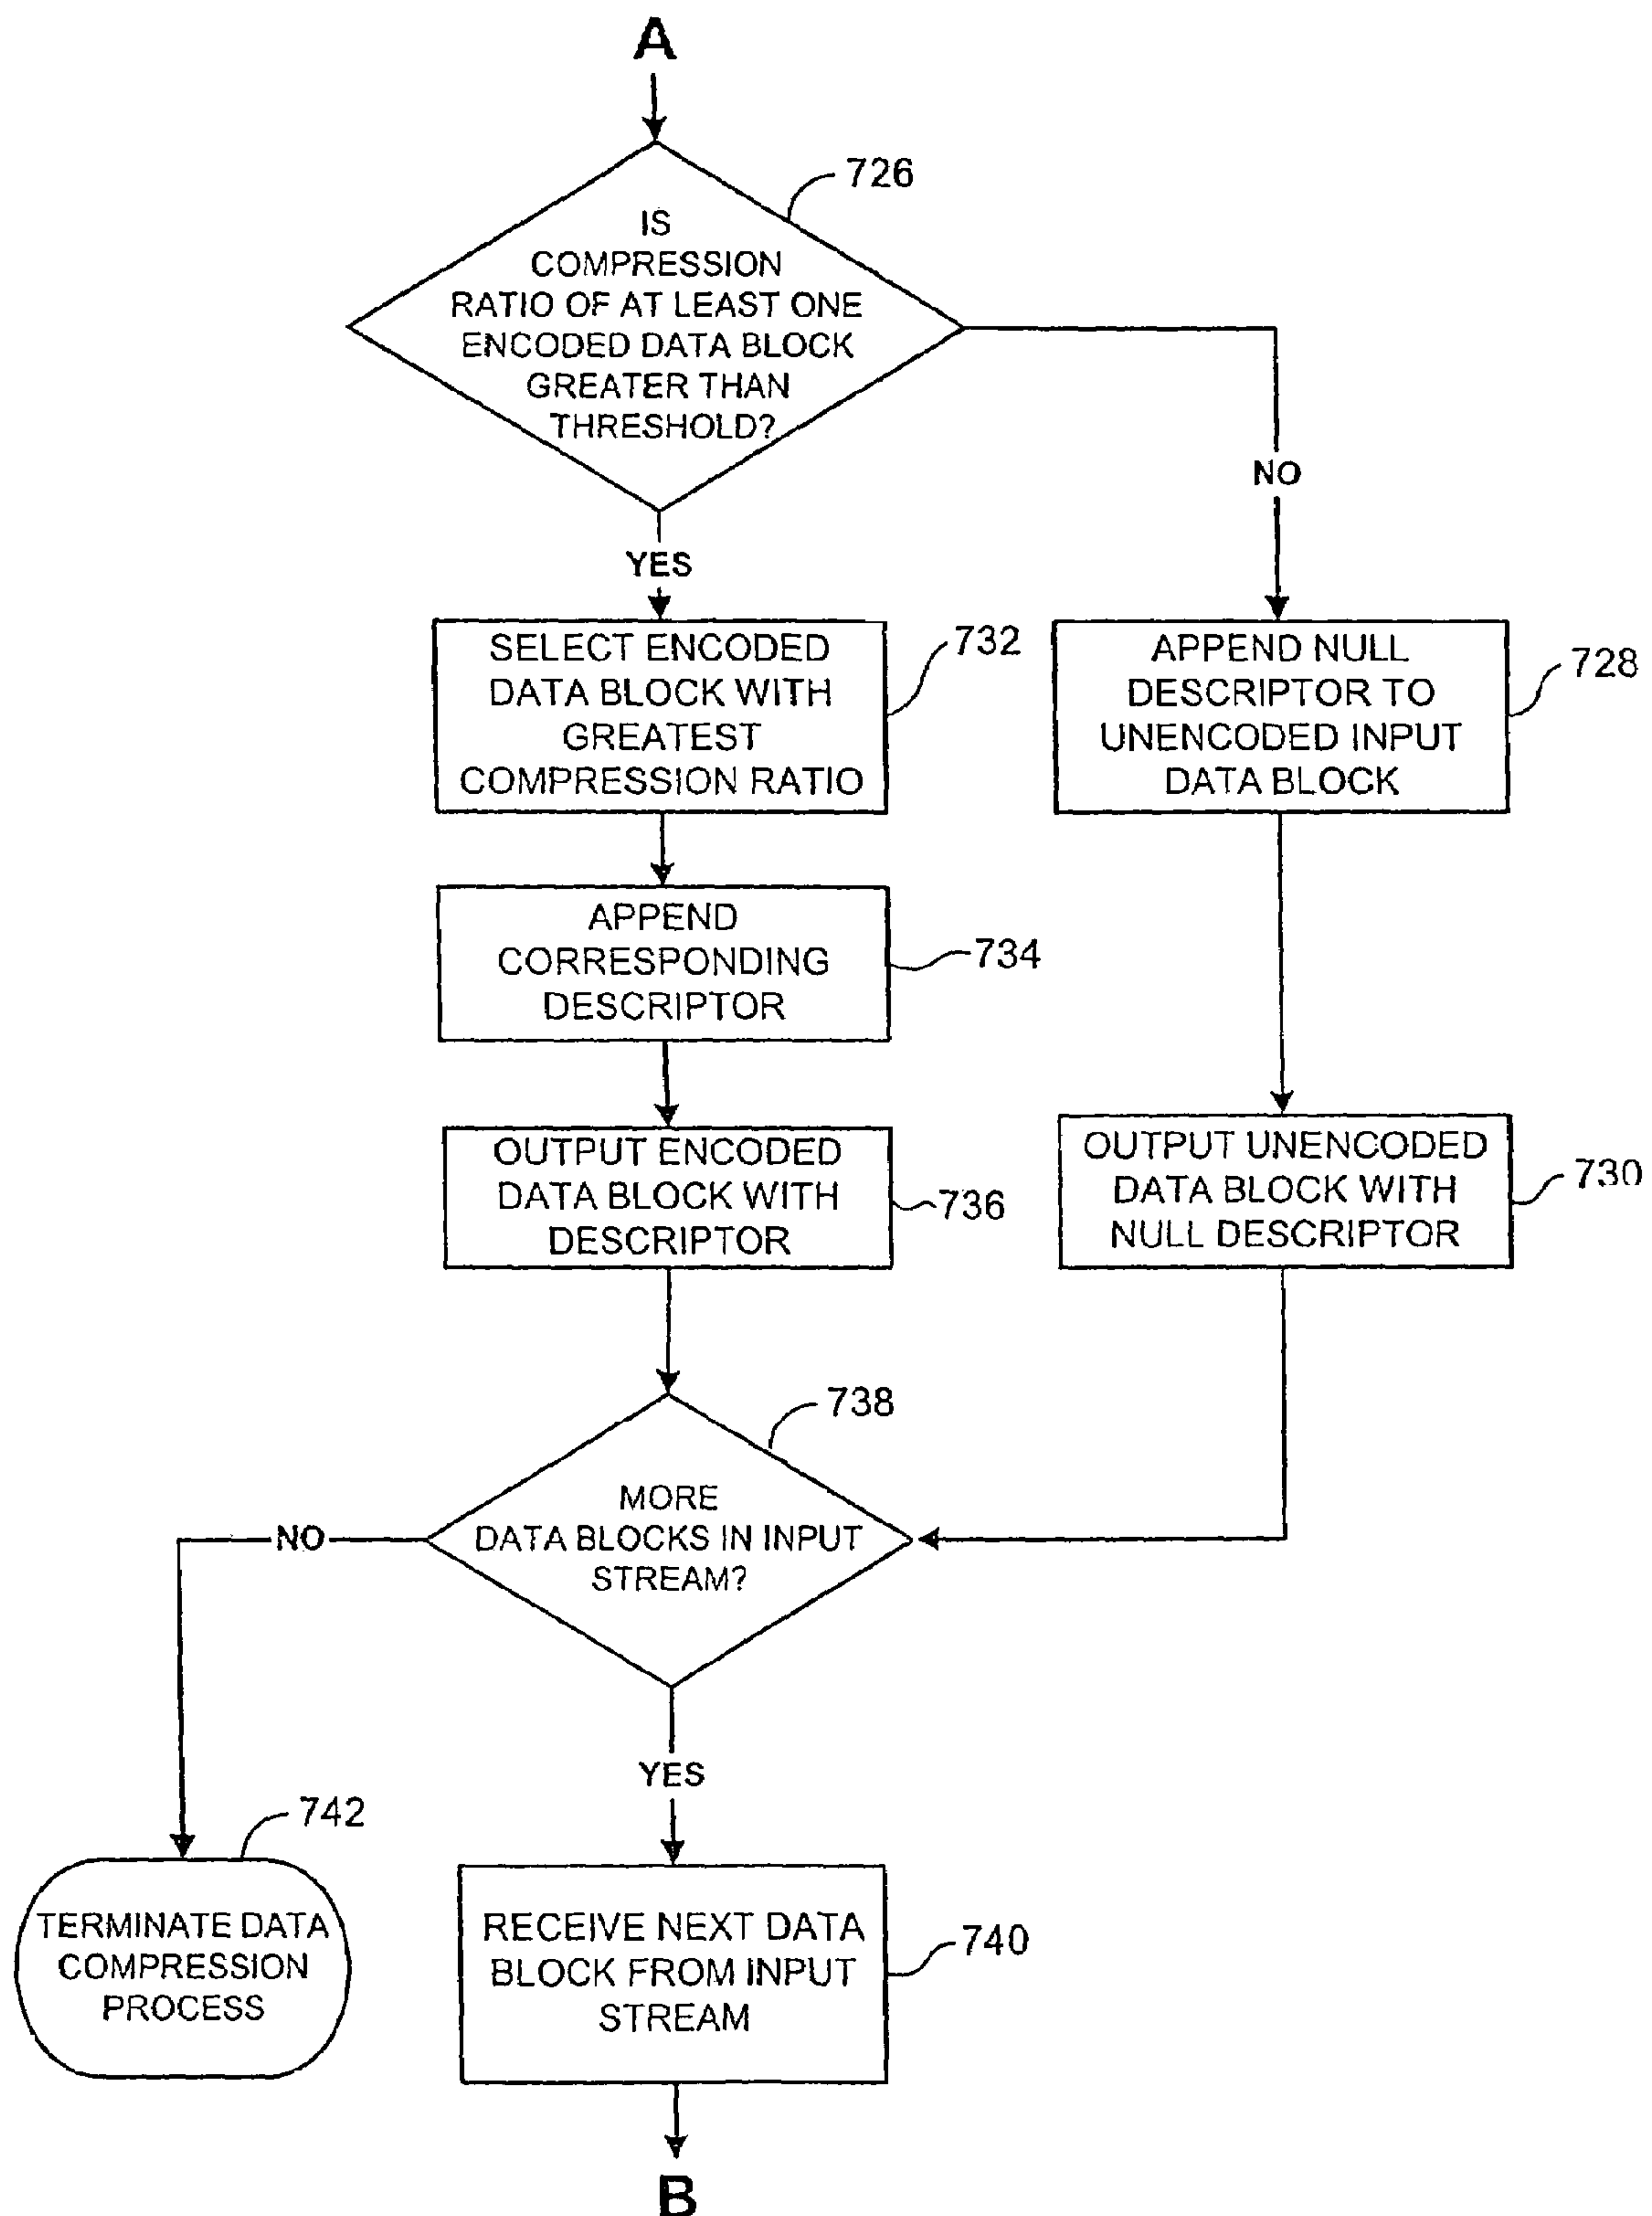 A
726
IS
COMPRESSION
RATIO OF AT LEAST ONE
ENCODED DATA BLOCK
GREATER THAN
THRESHOLD?
NO
YES
SELECT ENCODED
DATA BLOCK WITH
GREATEST
COMPRESSION RATIO
732
APPEND NULL
DESCRIPTOR TO
UNENCODED INPUT
DATA BLOCK
728
APPEND
CORRESPONDING
DESCRIPTOR
734
OUTPUT ENCODED
DATA BLOCK WITH
DESCRIPTOR
736
OUTPUT UNENCODED
DATA BLOCK WITH
NULL DESCRIPTOR
730
738
MORE
DATA BLOCKS IN INPUT
STREAM?
NO
YES
742
TERMINATE DATA
COMPRESSION
PROCESS
RECEIVE NEXT DATA
BLOCK FROM INPUT
STREAM
740
B